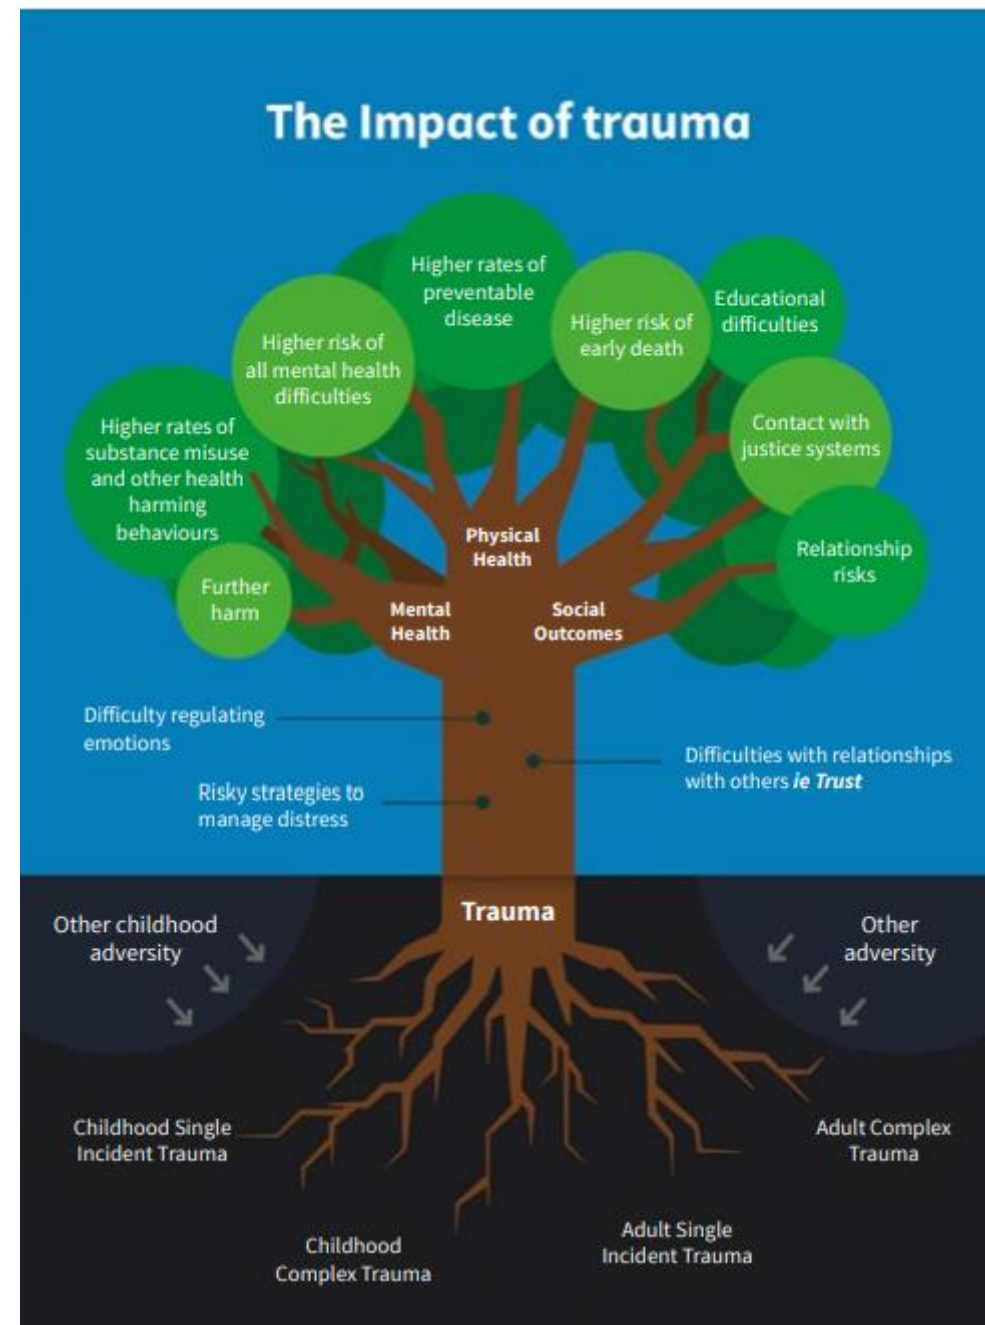 The Impact of trauma
Higher rates of
preventable
disease
Higher risk of
early death
Educational
difficulties
Higher risk of
all mental health
difficulties
Contact with
justice systems
Higher rates of
substance misuse
and other health
harming
behaviours
Relationship
risks
Further
harm
Physical
Health
Mental
Health
Social
Outcomes
Difficulty regulating
emotions
Difficulties with relationships
with others ie Trust
Risky strategies to
manage distress
Trauma
Other childhood
adversity
Other
adversity
Childhood Single
Incident Trauma
Adult Complex
Trauma
Childhood
Complex Trauma
Adult Single
Incident Trauma